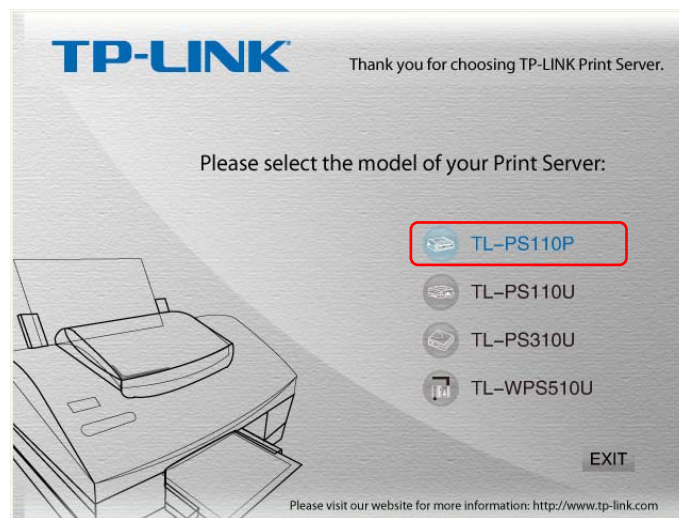 TP-LINK
Thank you for choosing TP-LINK Print Server.
Please select the model of your Print Server:
TL-PS110P
TL-PS110U
TL-PS310U
TL-WPS510U
EXIT
Please visit our website for more information: http://www.tp-link.com